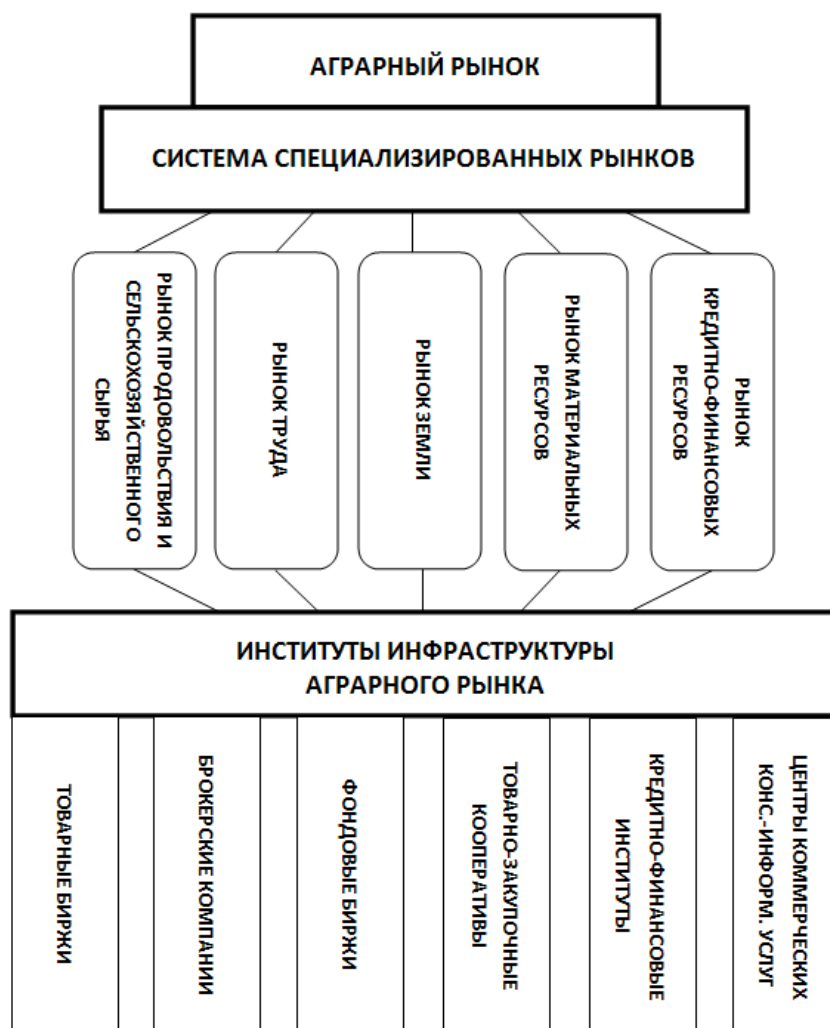 АГРАРНЫЙ РЫНОК
СИСТЕМА СПЕЦИАЛИЗИРОВАННЫХ РЫНКОВ
РЫНОК ПРОДОВОЛЬСТВИЯ И
СЕЛЬСКОХОЗЯЙСТВЕННОГО
СЫРЬЯ
РЫНОК ТРУДА
РЫНОК ЗЕМЛИ
РЫНОК МАТЕРИАЛЬНЫХ
РЕСУРСОВ
РЫНОК
КРЕДИТНО-ФИНАНСОВЫХ
РЕСУРСОВ
ИНСТИТУТЫ ИНФРАСТРУКТУРЫ
АГРАРНОГО РЫНКА
ТОВАРНЫЕ БИРЖИ
БРОКЕРСКИЕ КОМПАНИИ
ФОНДОВЫЕ БИРЖИ
ТОВАРНО-ЗАКУПОЧНЫЕ
КООПЕРАТИВЫ
КРЕДИТНО-ФИНАНСОВЫЕ
ИНСТИТУТЫ
ЦЕНТРЫ КОММЕРЧЕСКИХ
КОНС.-ИНФОРМ. УСЛУГ